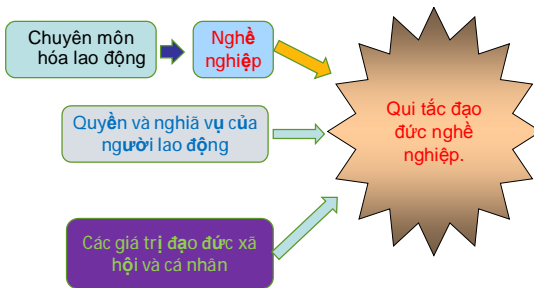 Chuyên môn
hóa lao động
Nghề
nghiệp
Qui tắc đạo
đức nghề
nghiệp.
Quyền và nghiã vụ của
người lao động
Các giá trị đạo đức xã
hội và cá nhân